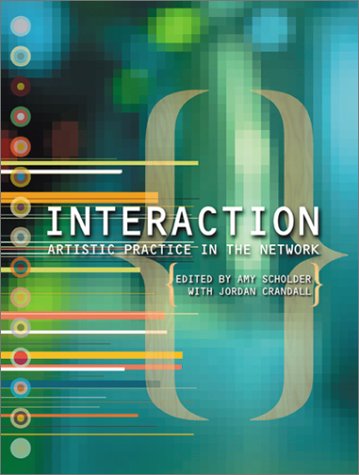 INTERACTION
ARTISTIC PRACTICE IN THE NETWORK
{EDITED BY AMY SCHOLDER
WITH JORDAN CRANDALL}